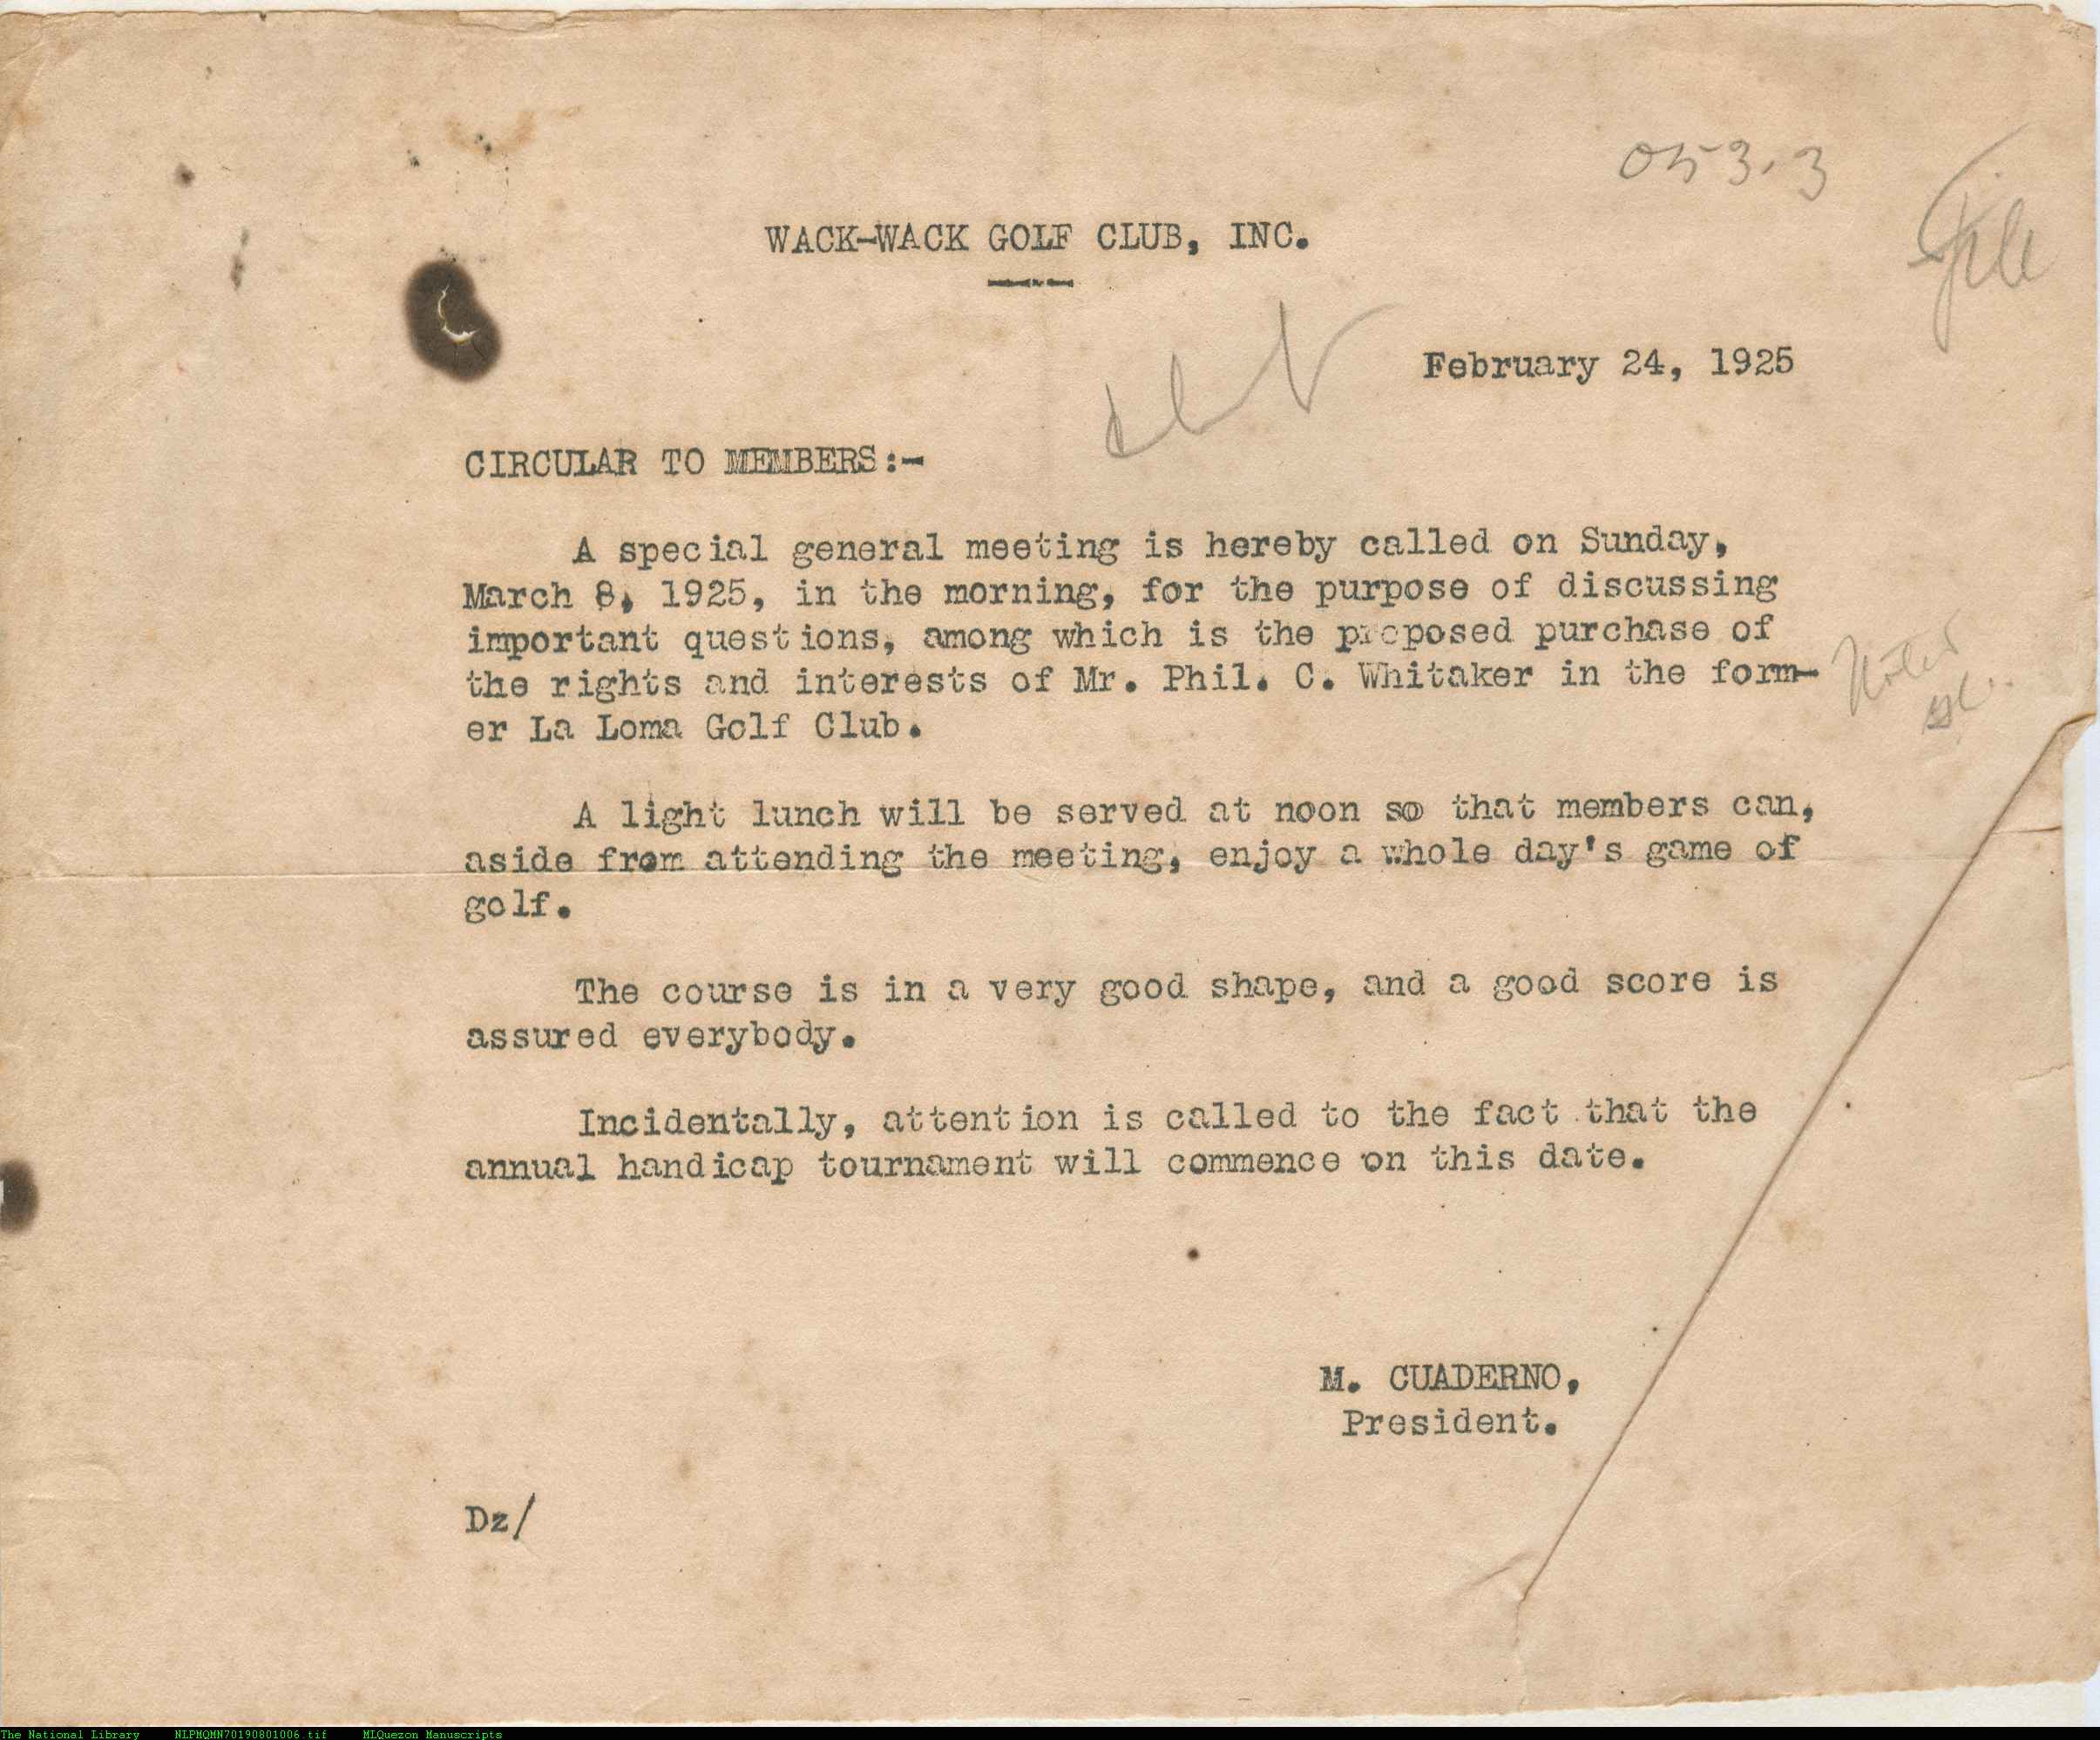 053.3
File
WACK-WACK GOLF CLUB, INC.
February 24, 1925
CIRCULAR TO MEMBERS:-
A special general meeting is hereby called on Sunday,
March 8, 1925, in the morning, for the purpose of discussing
important questions, among which is the proposed purchase of
the rights and interests of Mr. Phil. C. Whitaker in the form-
er La Loma Golf Club.
Noted
A light lunch will be served at noon so that members can,
aside from attending the meeting, enjoy a whole day's game of
golf.
The course is in a very good shape, and a good score is
assured everybody.
Incidentally, attention is called to the fact that the
annual handicap tournament will commence on this date.
M. CUADERNO,
President.
Dz/
The National Library NLPMQMN70190801006.tif MLQuezon Manuscripts